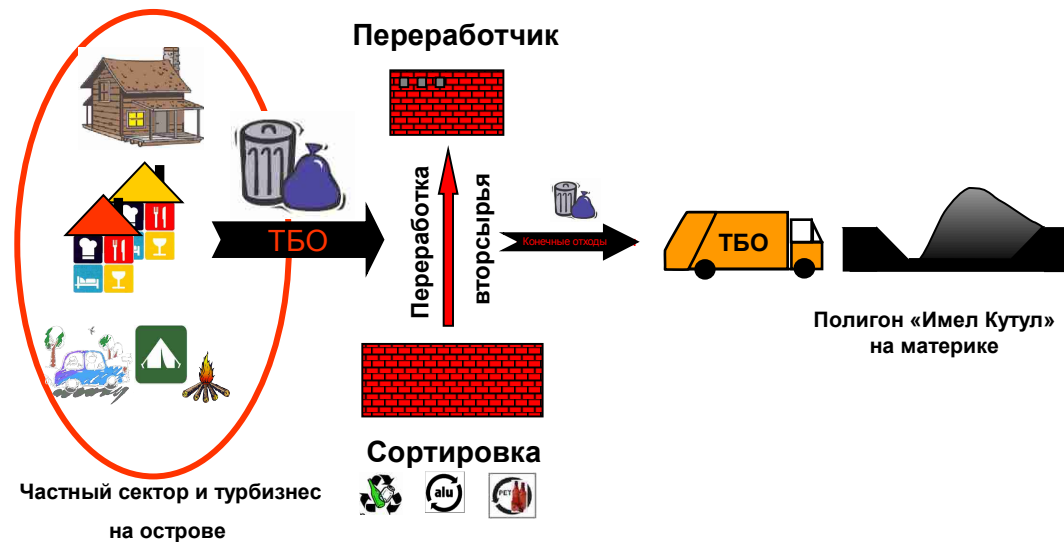 Переработчик
ТБО
Переработка
вторсырья
Конечные отходы
ТБО
Полигон «Имел Кутул»
на материке
Сортировка
alu
PET
Частный сектор и турбизнес
на острове